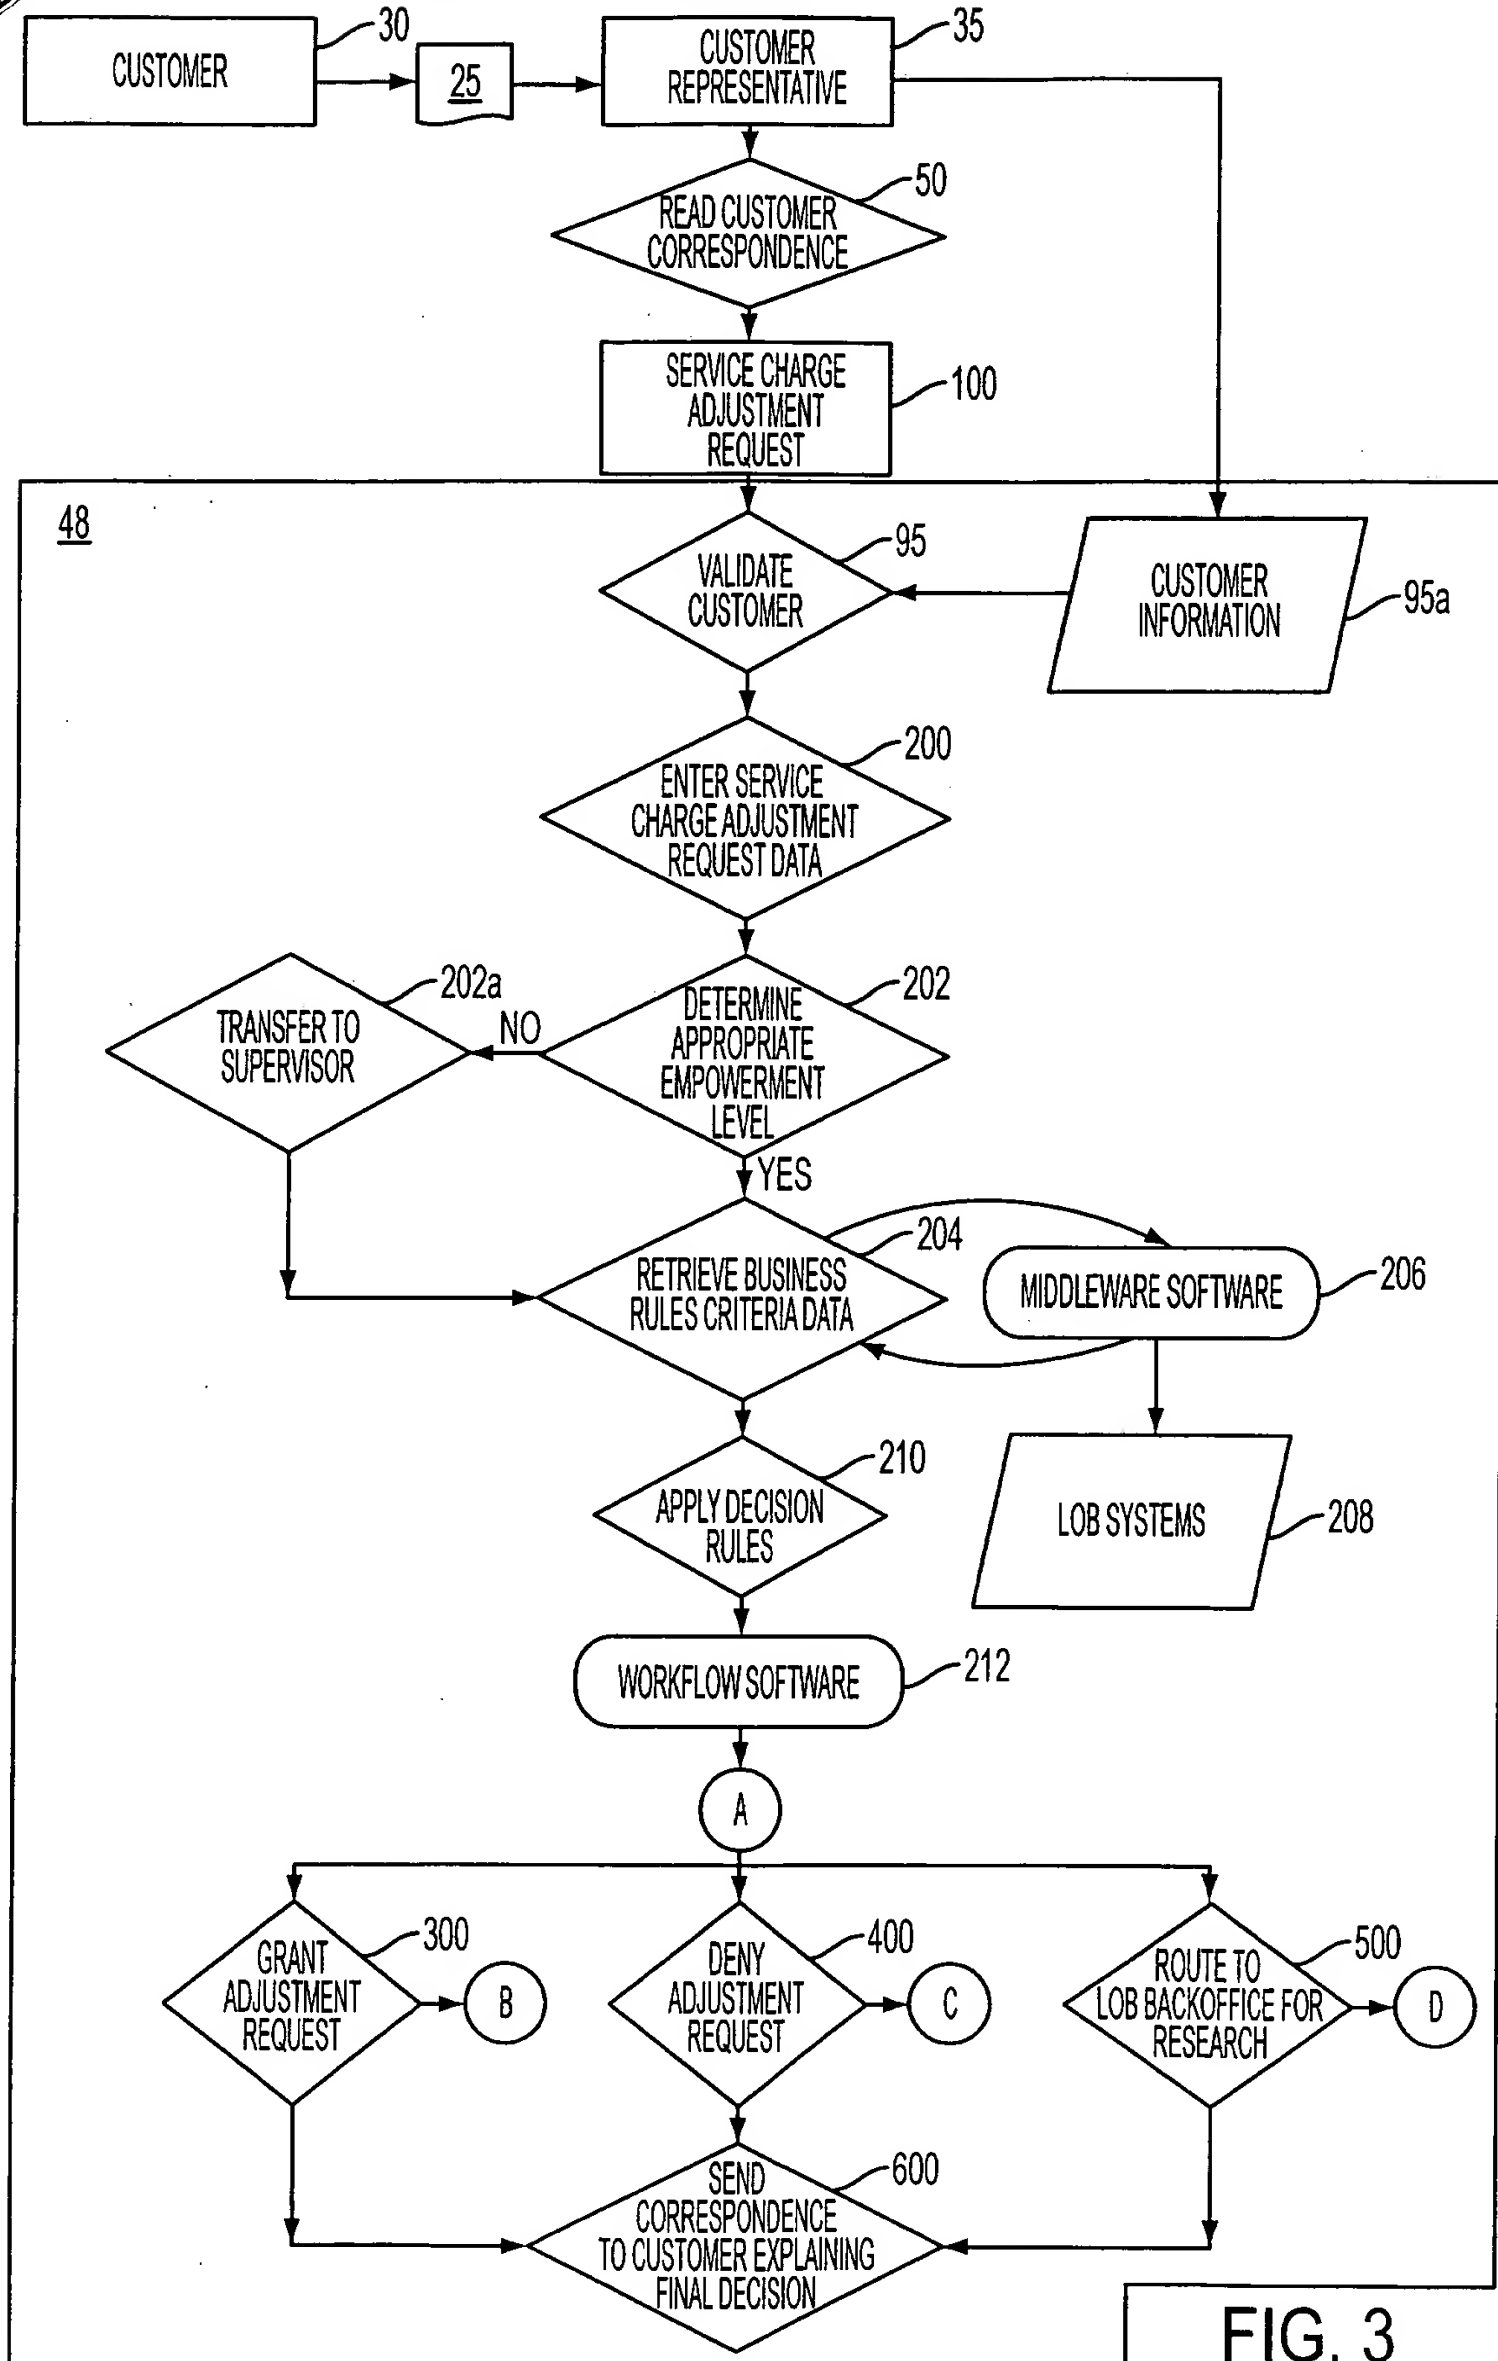 30
CUSTOMER
25
35
CUSTOMER
REPRESENTATIVE
50
READ CUSTOMER
CORRESPONDENCE
100
SERVICE CHARGE
ADJUSTMENT
REQUEST
48
95
VALIDATE
CUSTOMER
CUSTOMER
INFORMATION
95a
200
ENTER SERVICE
CHARGE ADJUSTMENT
REQUEST DATA
202a
TRANSFER TO
SUPERVISOR
NO
202
DETERMINE
APPROPRIATE
EMPOWERMENT
LEVEL
YES
204
RETRIEVE BUSINESS
RULES CRITERIA DATA
MIDDLEWARE SOFTWARE
206
210
APPLY DECISION
RULES
LOB SYSTEMS
208
WORKFLOW SOFTWARE
212
A
300
GRANT
ADJUSTMENT
REQUEST
B
400
DENY
ADJUSTMENT
REQUEST
C
500
ROUTE TO
LOB BACKOFFICE FOR
RESEARCH
D
600
SEND
CORRESPONDENCE
TO CUSTOMER EXPLAINING
FINAL DECISION
FIG. 3